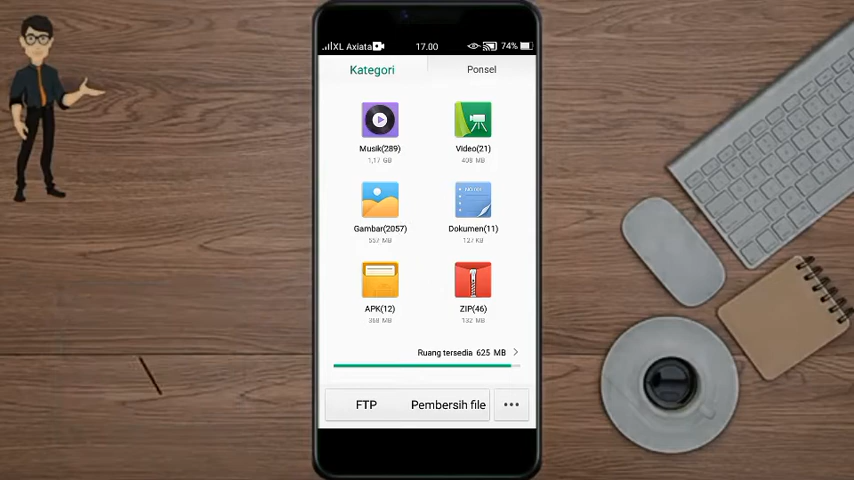 XL Axiata 17.00 74%
Kategori Ponsel
Musik(289) Video(21)
1,17 GB 408 MB
Gambar(2057) Dokumen(11)
557 MB 127 KB
APK(12) ZIP(46)
368 MB 132 MB
Ruang tersedia 625 MB
FTP Pembersih file